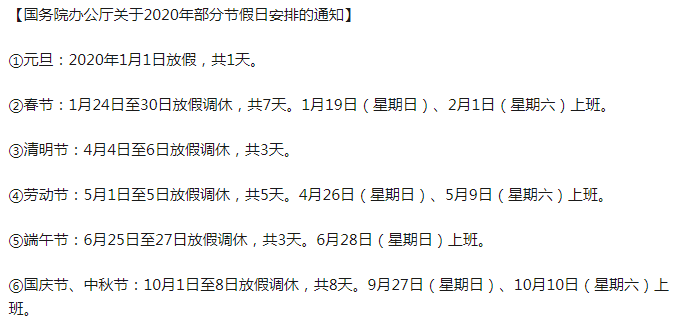 【国务院办公厅关于2020年部分节假日安排的通知】
①元旦：2020年1月1日放假，共1天。
②春节：1月24日至30日放假调休，共7天。1月19日（星期日）、2月1日（星期六）上班。
③清明节：4月4日至6日放假调休，共3天。
④劳动节：5月1日至5日放假调休，共5天。4月26日（星期日）、5月9日（星期六）上班。
⑤端午节：6月25日至27日放假调休，共3天。6月28日（星期日）上班。
⑥国庆节、中秋节：10月1日至8日放假调休，共8天。9月27日（星期日）、10月10日（星期六）上
班。